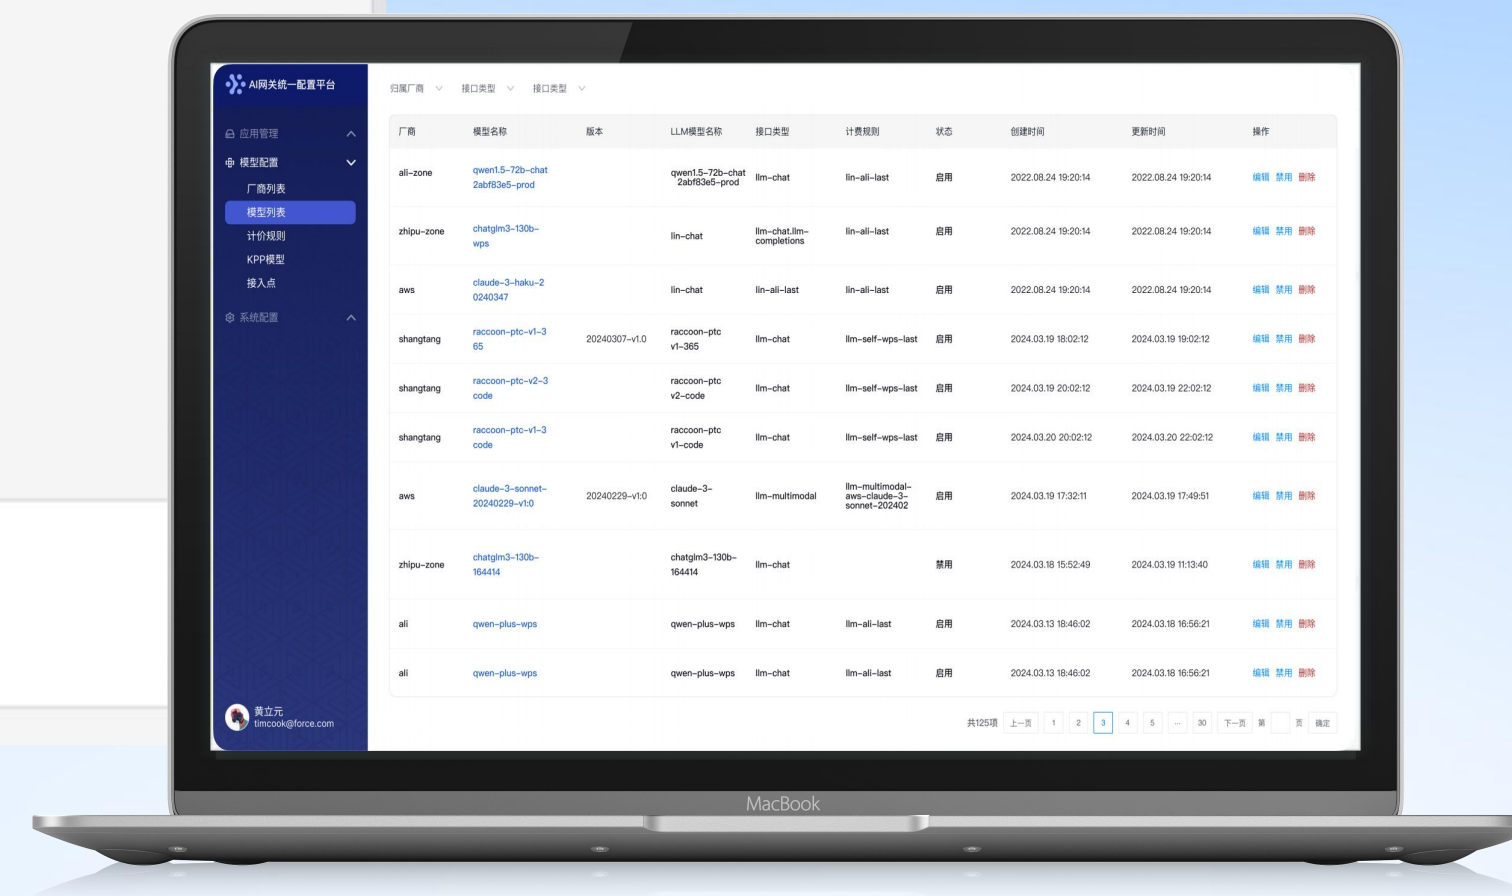 AI网关统一配置平台
应用管理
模型配置
厂商列表
模型列表
计价规则
KPP模型
接入点
系统配置
黄立元
timcook@force.com
归属厂商 接口类型 接口类型
厂商 模型名称 版本 LLM模型名称 接口类型 计费规则 状态 创建时间 更新时间 操作
ali-zone qwen1.5-72b-chat qwen1.5-72b-chat llm-chat lin-ali-last 启用 2022.08.24 19:20:14 2022.08.24 19:20:14 编辑 禁用 删除
2abf83e5-prod 2abf83e5-prod
zhipu-zone chatglm3-130b- lin-chat llm-chat.llm- lin-ali-last 启用 2022.08.24 19:20:14 2022.08.24 19:20:14 编辑 禁用 删除
wps completions
aws claude-3-haku-2 lin-chat lin-ali-last lin-ali-last 启用 2022.08.24 19:20:14 2022.08.24 19:20:14 编辑 禁用 删除
0240347
shangtang raccoon-ptc-v1-3 20240307-v1.0 raccoon-ptc llm-chat llm-self-wps-last 启用 2024.03.19 18:02:12 2024.03.19 19:02:12 编辑 禁用 删除
65 v1-365
shangtang raccoon-ptc-v2-3 raccoon-ptc llm-chat llm-self-wps-last 启用 2024.03.19 20:02:12 2024.03.19 22:02:12 编辑 禁用 删除
code v2-code
shangtang raccoon-ptc-v1-3 raccoon-ptc llm-chat llm-self-wps-last 启用 2024.03.20 20:02:12 2024.03.20 22:02:12 编辑 禁用 删除
code v1-code
aws claude-3-sonnet- 20240229-v1:0 claude-3- llm-multimodal llm-multimodal- 启用 2024.03.19 17:32:11 2024.03.19 17:49:51 编辑 禁用 删除
20240229-v1:0 sonnet aws-claude-3-
sonnet-202402
zhipu-zone chatglm3-130b- chatglm3-130b- llm-chat 禁用 2024.03.18 15:52:49 2024.03.19 11:13:40 编辑 禁用 删除
164414 164414
ali qwen-plus-wps qwen-plus-wps llm-chat llm-ali-last 启用 2024.03.13 18:46:02 2024.03.18 16:56:21 编辑 禁用 删除
ali qwen-plus-wps qwen-plus-wps llm-chat llm-ali-last 启用 2024.03.13 18:46:02 2024.03.18 16:56:21 编辑 禁用 删除
共125项 上一页 1 2 3 4 5 ... 30 下一页 第 页 确定
MacBook